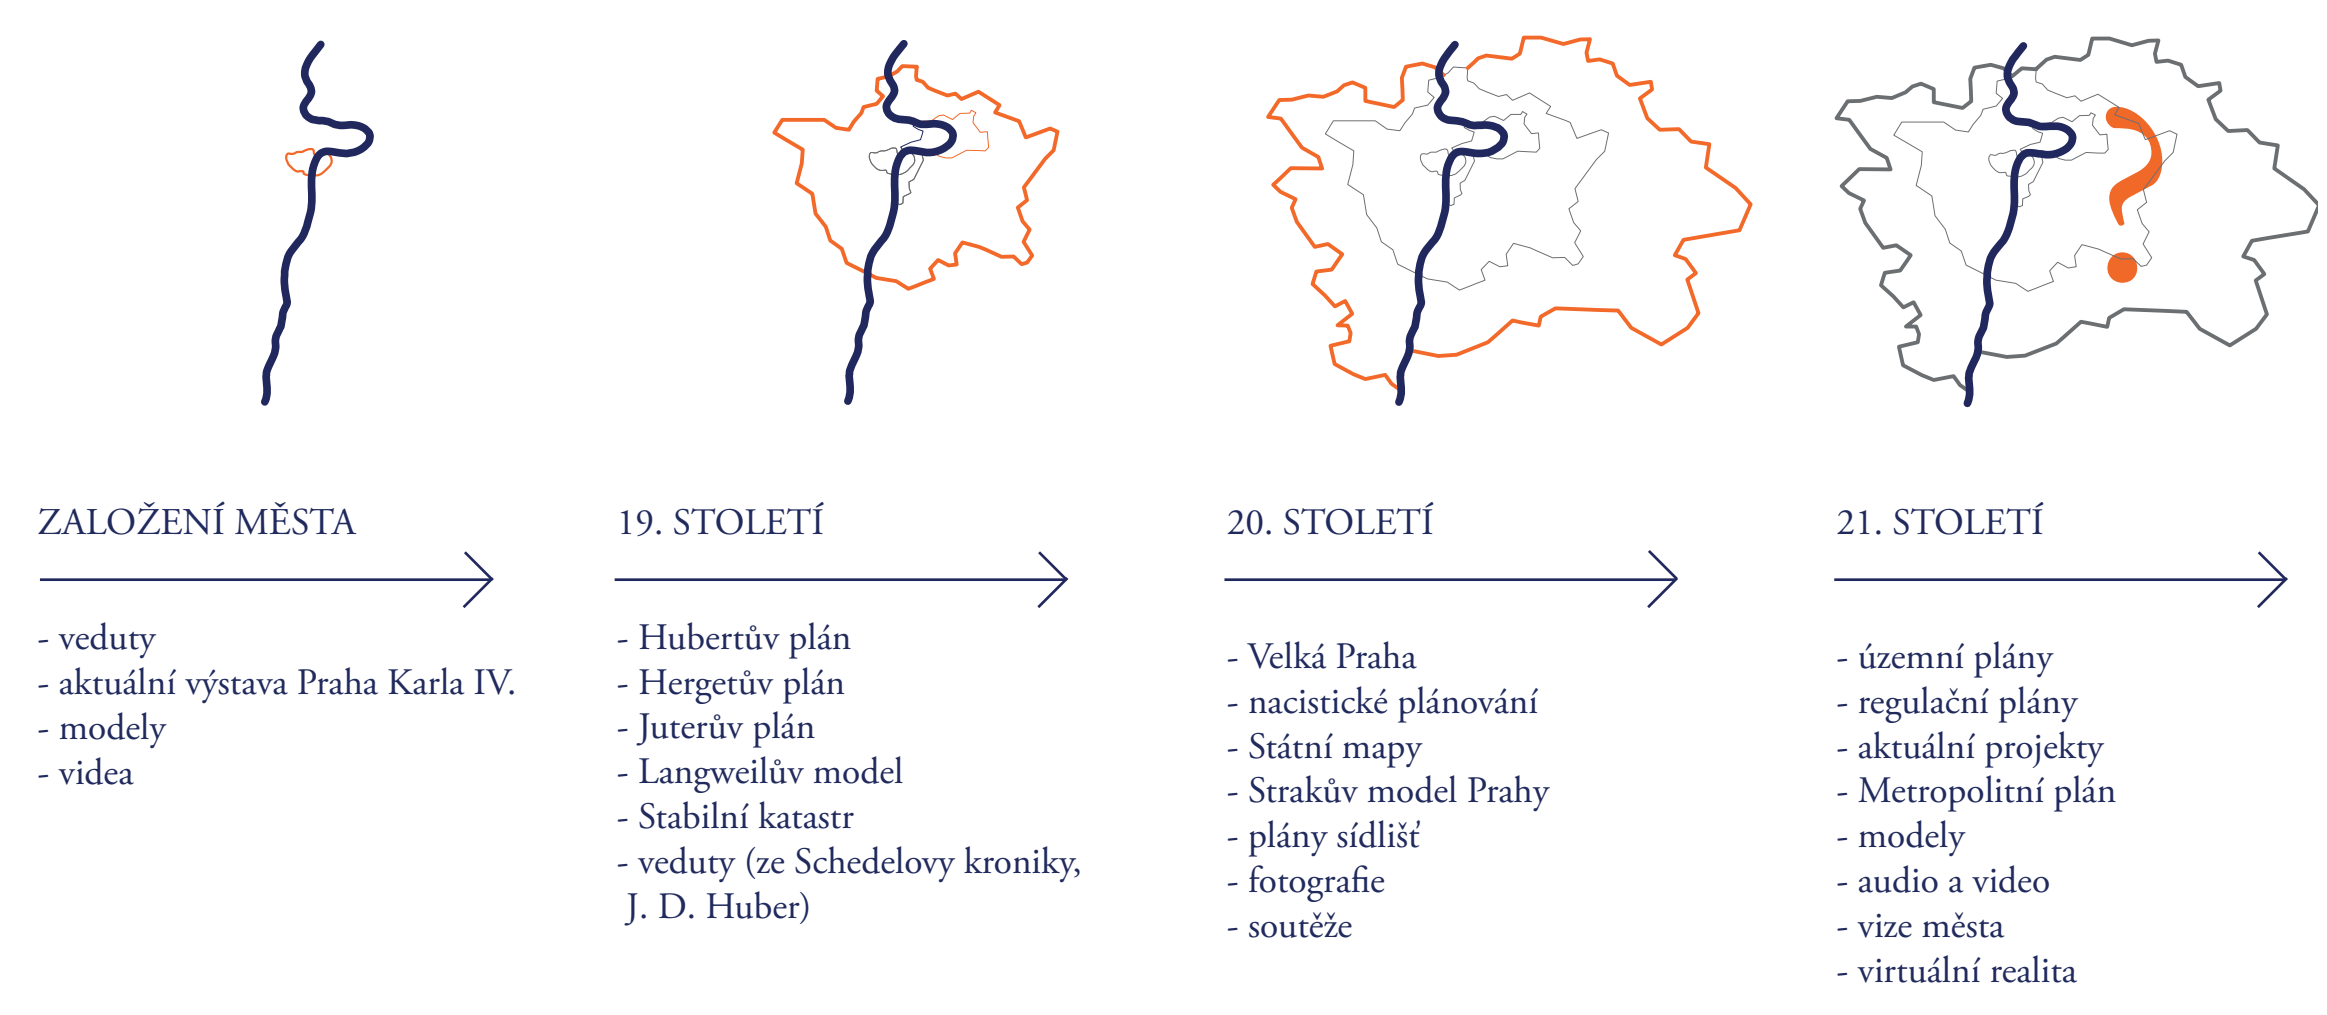 ZALOŽENÍ MĚSTA
- veduty
- aktuální výstava Praha Karla IV.
- modely
- videa
19. STOLETÍ
- Hubertův plán
- Hergetův plán
- Juterův plán
- Langweilův model
- Stabilní katastr
- veduty (ze Schedelovy kroniky,
J. D. Huber)
20. STOLETÍ
- Velká Praha
- nacistické plánování
- Státní mapy
- Strakův model Prahy
- plány sídlišť
- fotografie
- soutěže
21. STOLETÍ
- územní plány
- regulační plány
- aktuální projekty
- Metropolitní plán
- modely
- audio a video
- vize města
- virtuální realita